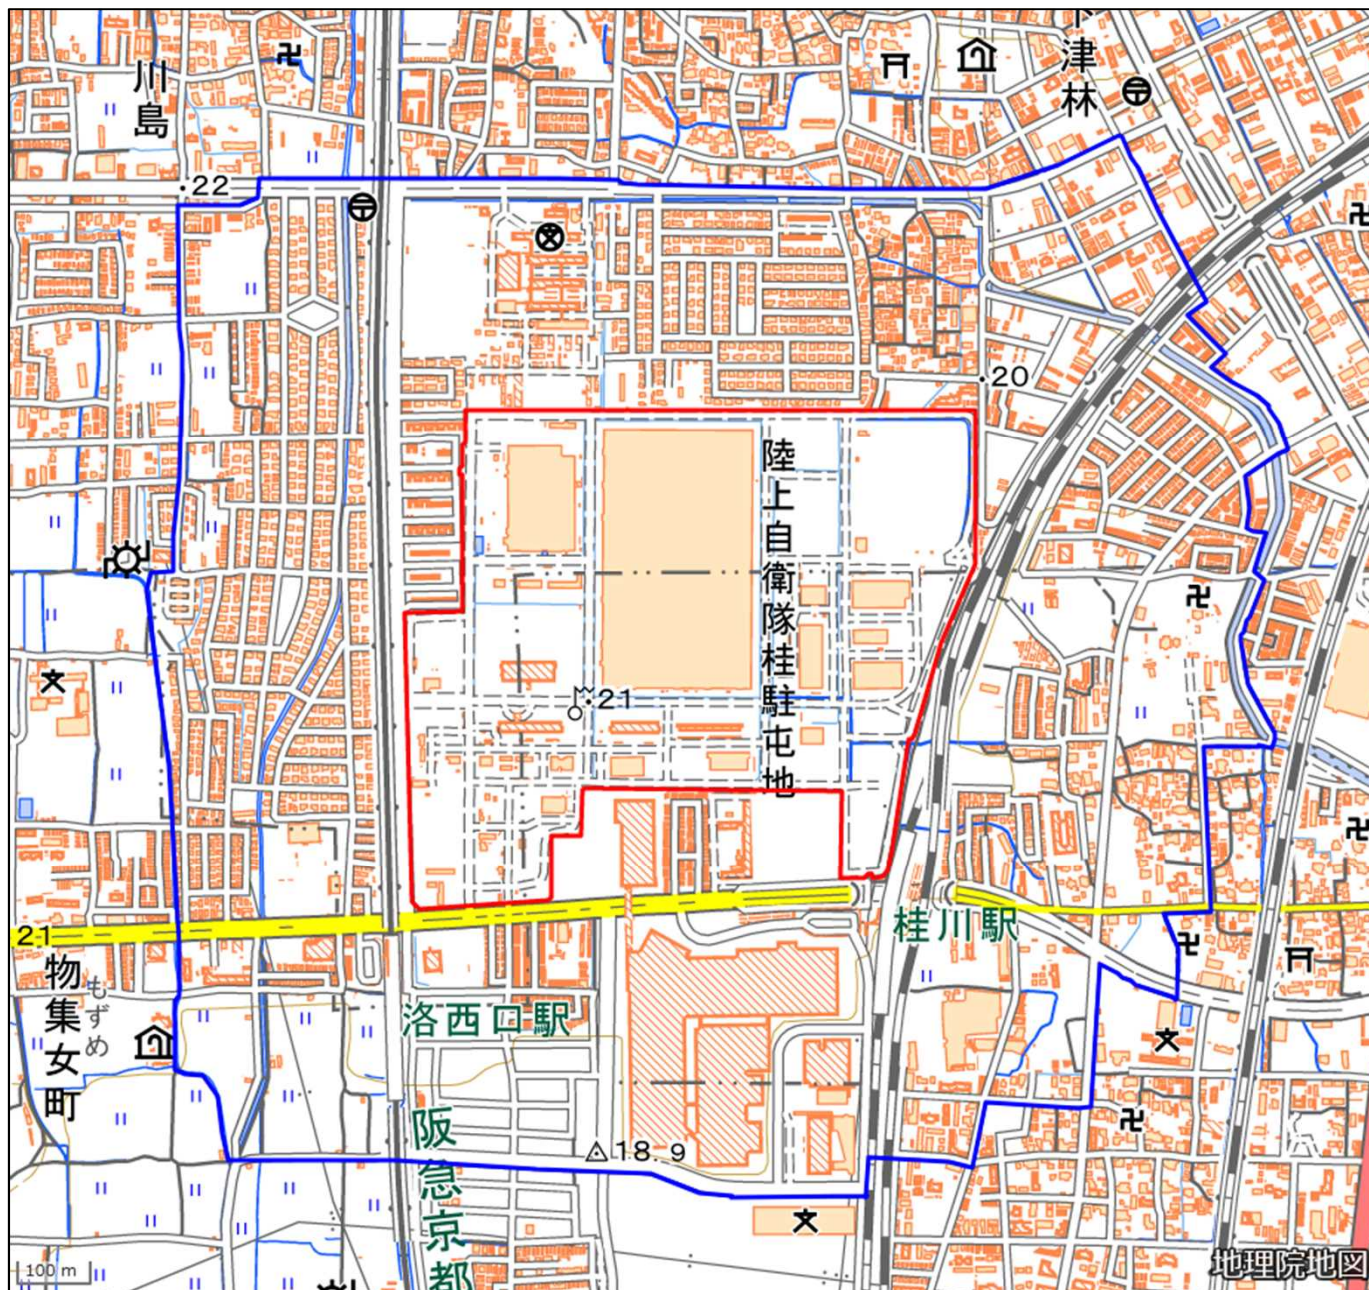 川島
下津林
22
20
陸上自衛隊桂駐屯地
21
桂川駅
21
物集女町
もずめ
洛西口駅
阪急京都
18.9
100 m
地理院地図